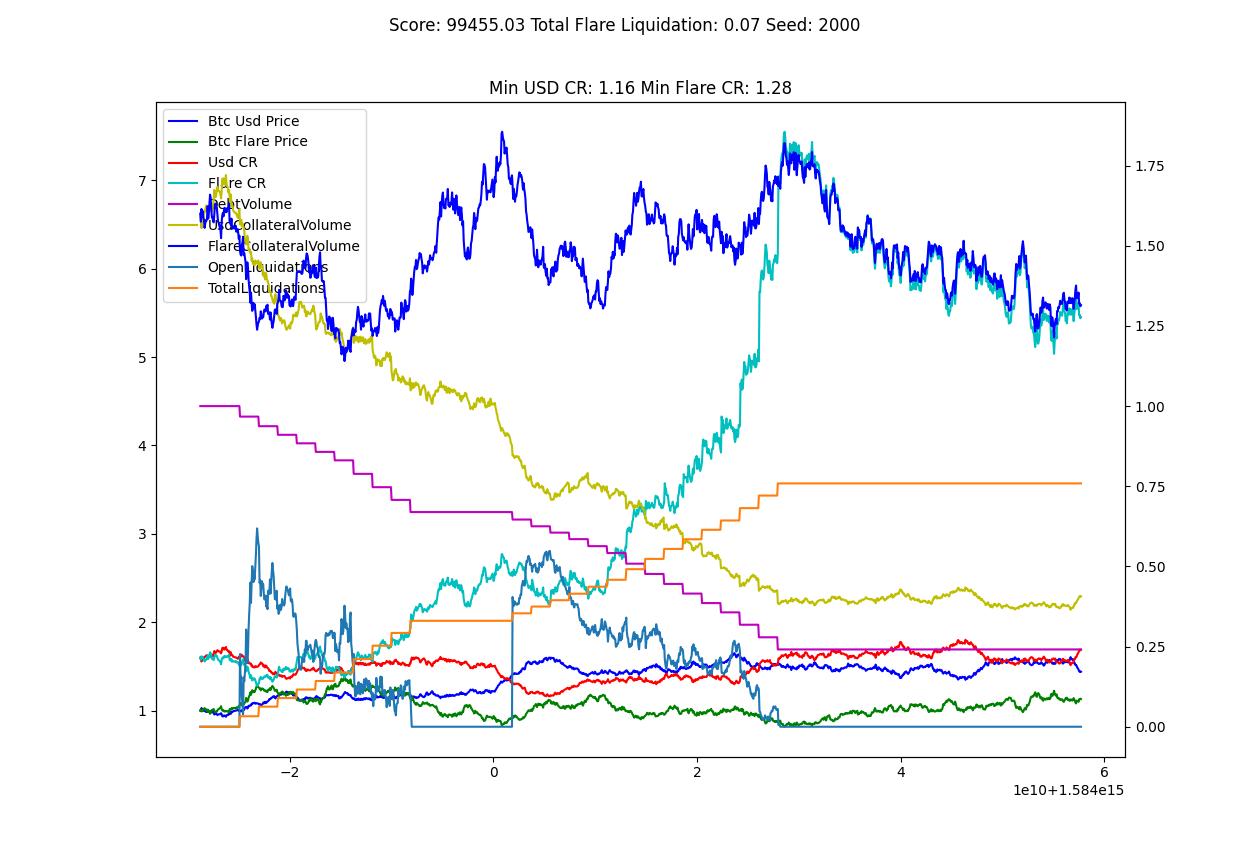 Score: 99455.03 Total Flare Liquidation: 0.07 Seed: 2000
Min USD CR: 1.16 Min Flare CR: 1.28
Btc Usd Price
Btc Flare Price
Usd CR
Flare CR
DebtVolume
UsdCollateralVolume
FlareCollateralVolume
OpenLiquidations
TotalLiquidations
7
6
5
4
3
2
1
1.75
1.50
1.25
1.00
0.75
0.50
0.25
0.00
−2
0
2
4
6
1e10+1.584e15